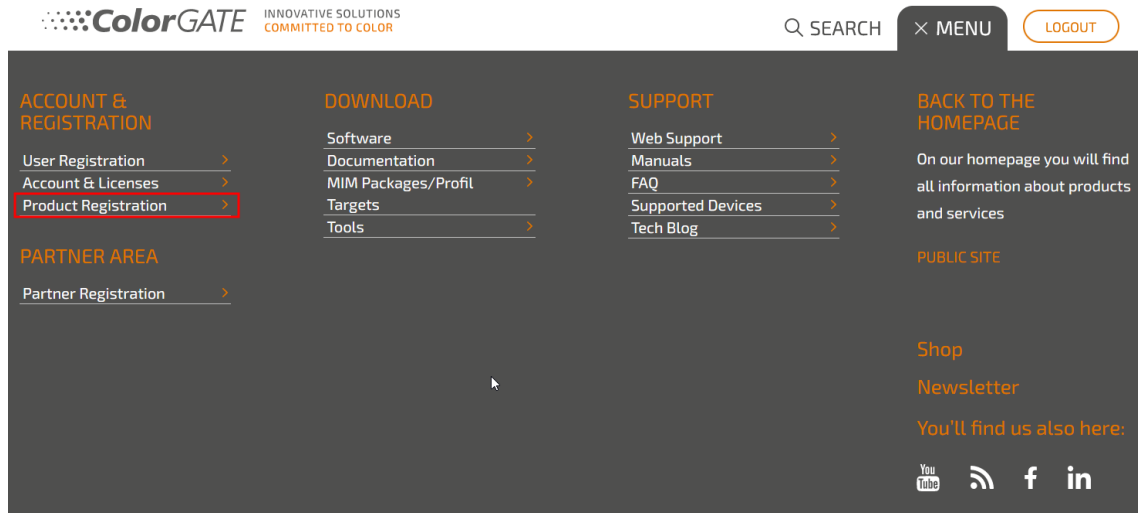 ColorGATE
INNOVATIVE SOLUTIONS
COMMITTED TO COLOR
SEARCH
MENU
LOGOUT
ACCOUNT &
REGISTRATION
User Registration
Account & Licenses
Product Registration
PARTNER AREA
Partner Registration
DOWNLOAD
Software
Documentation
MIM Packages/Profil
Targets
Tools
SUPPORT
Web Support
Manuals
FAQ
Supported Devices
Tech Blog
BACK TO THE
HOMEPAGE
On our homepage you will find
all information about products
and services
PUBLIC SITE
Shop
Newsletter
You'll find us also here:
You
Tube
f
in